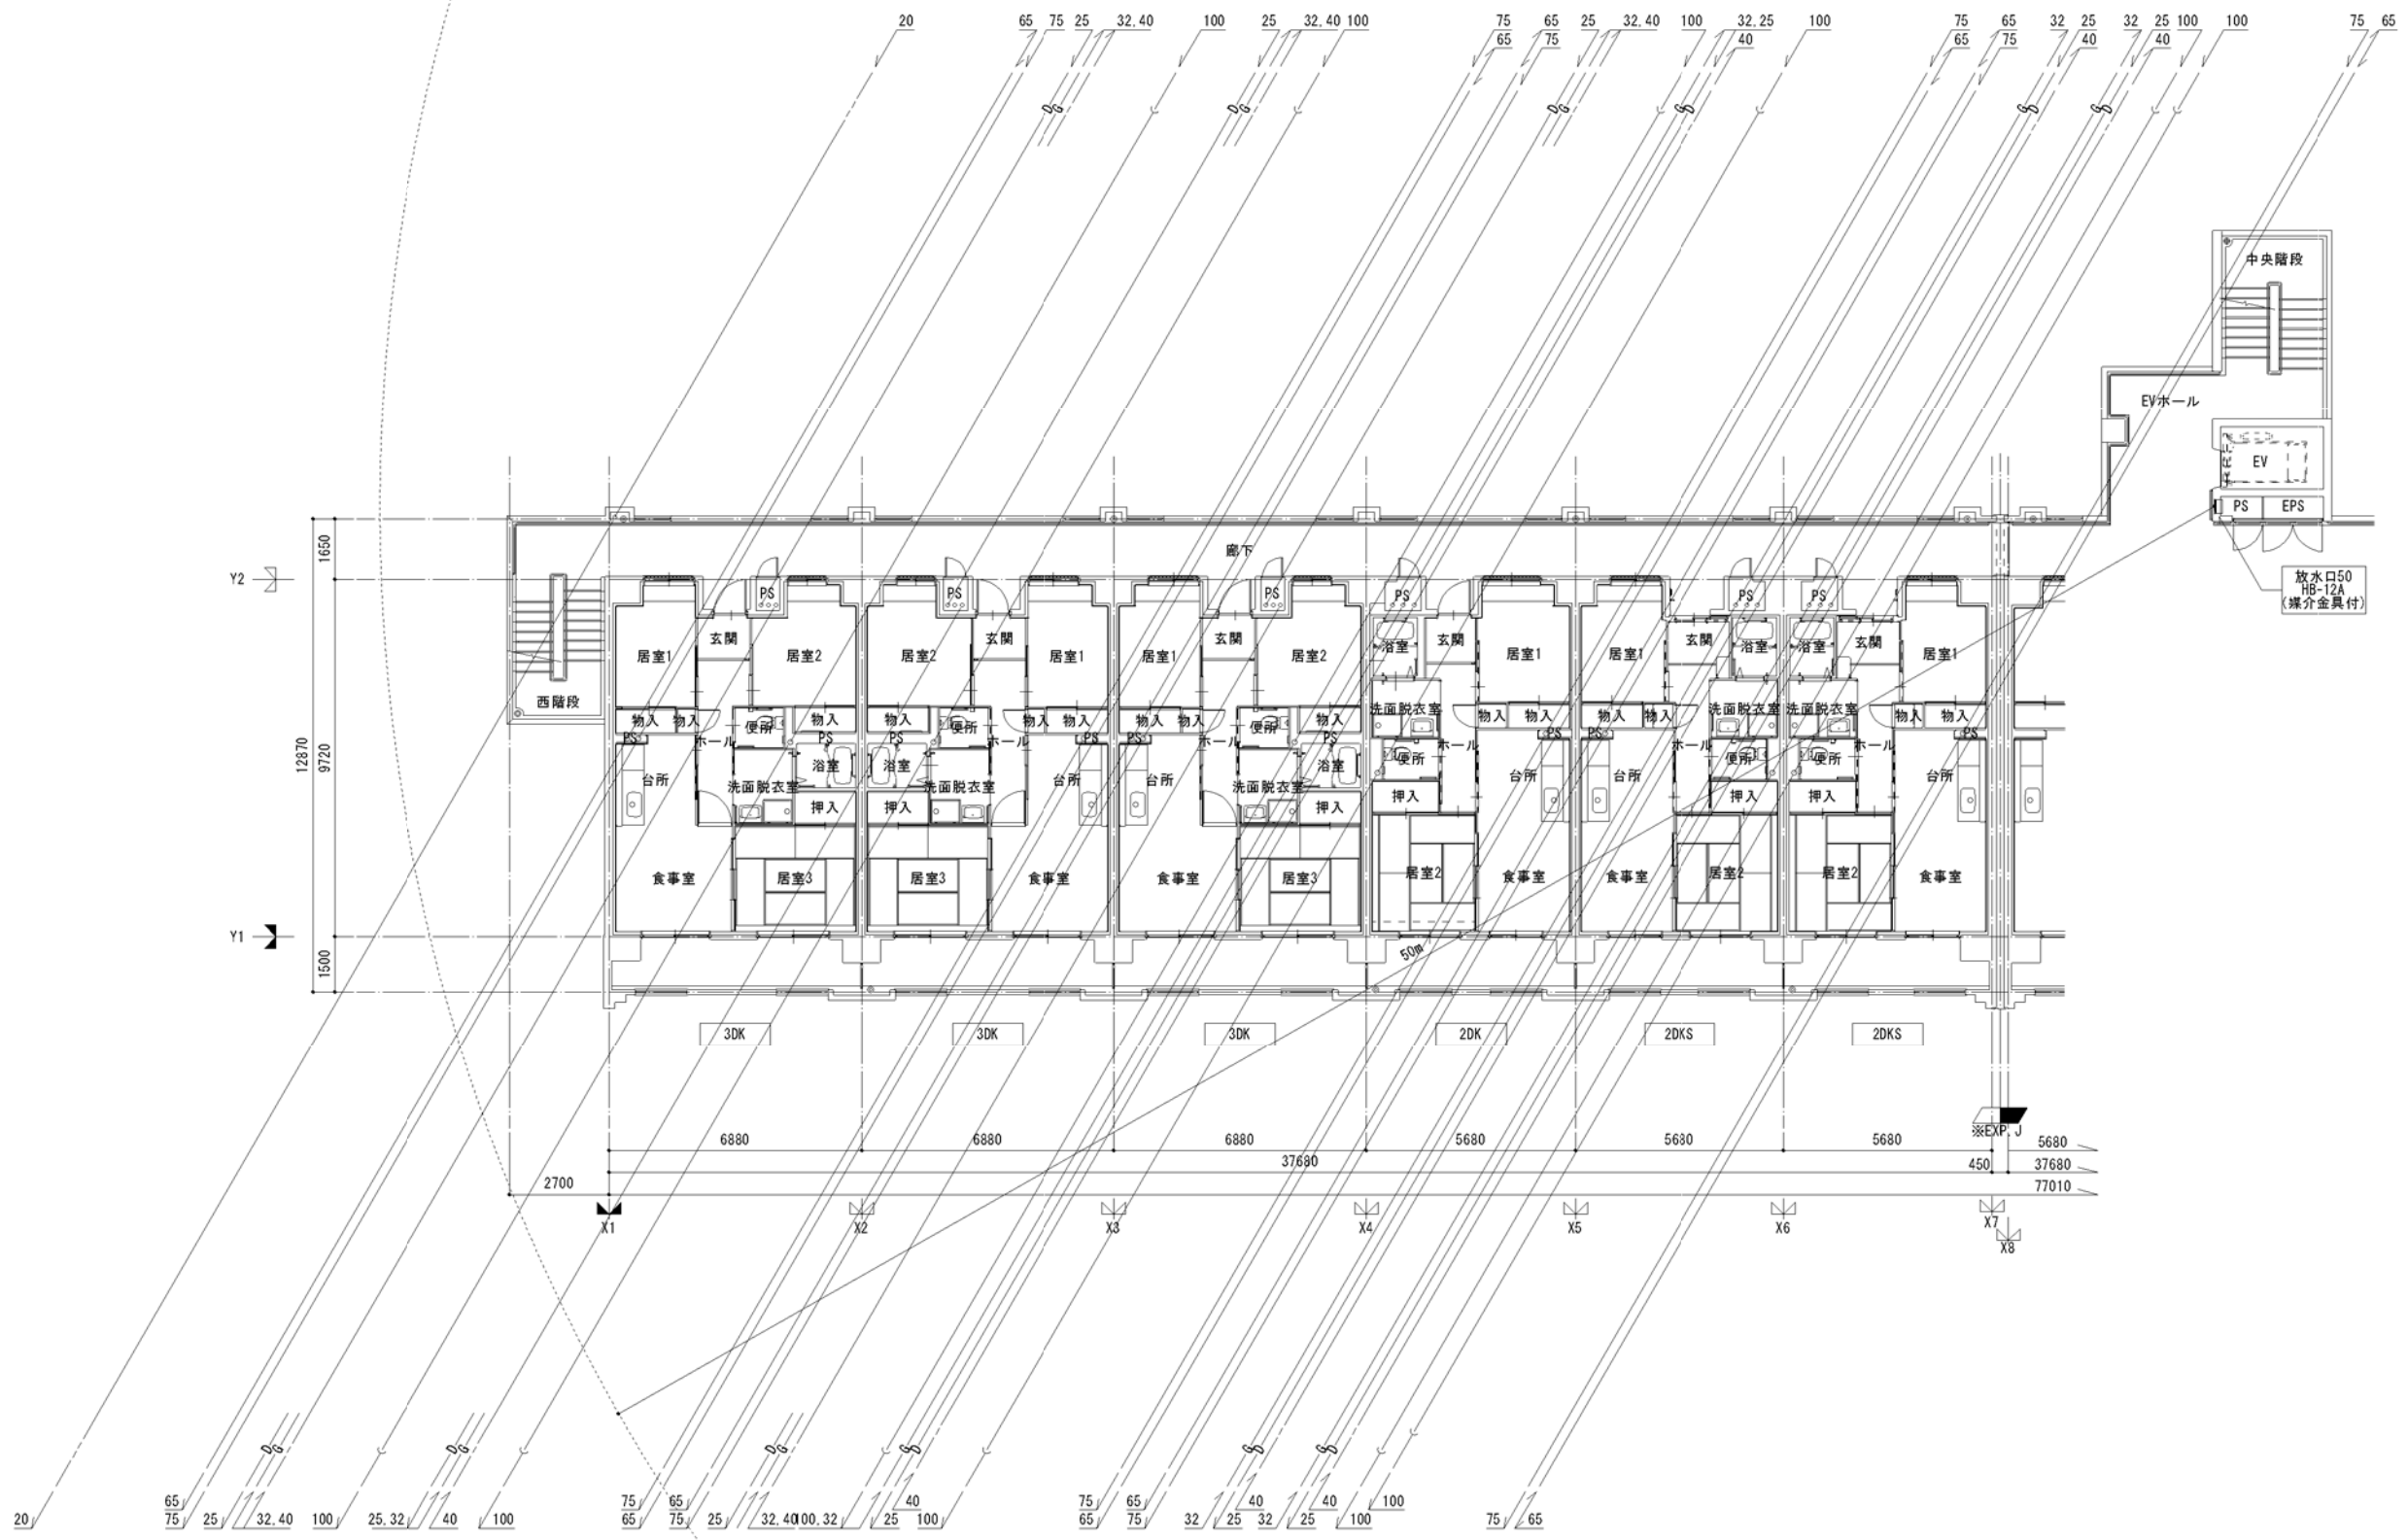 20
65 75 25 32,40
100
25 32,40 100
75 65 25 32,40 100 32,25 100
65 75 40
75 65 32 25 32 25 100 100
65 75 40 40
75 65
D G
C
D G
C
D G
C
G D
C
G D
G D
C
C
中央階段
EVホール
EV
PS EPS
放水口50
HB-12A
(媒介金具付)
廊下
1650
12870
9720
1500
Y2
Y1
西階段
PS PS PS PS PS PS
玄関 玄関 玄関 玄関 玄関 玄関
浴室 浴室 浴室
居室1 居室2 居室2 居室1 居室1 居室2 居室1 居室1 居室1
洗面脱衣室 洗面脱衣室 洗面脱衣室
物入 物入 物入 物入 物入 物入 物入 物入 物入 物入 物入 物入 物入 物入 物入
便所 便所 便所
PS PS PS PS PS PS PS PS PS
ホール ホール ホール ホール ホール ホール
便所 便所 便所
浴室 浴室 浴室
台所 台所 台所 台所 台所 台所
洗面脱衣室 洗面脱衣室 洗面脱衣室
押入 押入 押入 押入 押入 押入
食事室 居室3 居室3 食事室 食事室 居室3 居室2 食事室 食事室 居室2 居室2 食事室
50m
3DK 3DK 3DK 2DK 2DKS 2DKS
※EXP.J
6880 6880 6880 5680 5680 5680 5680
37680 450 37680
2700 77010
X1 X2 X3 X4 X5 X6 X7
X8
D G
C
D G
C
D G
C
G D
C
G D
G D
C
C
65 75 65 40 75 65 40 40 100
20 75 25 32,40 100 25,32 40 100 65 75 25 32,40 100,32 25 100 65 75 32 25 32 25 100 75 65